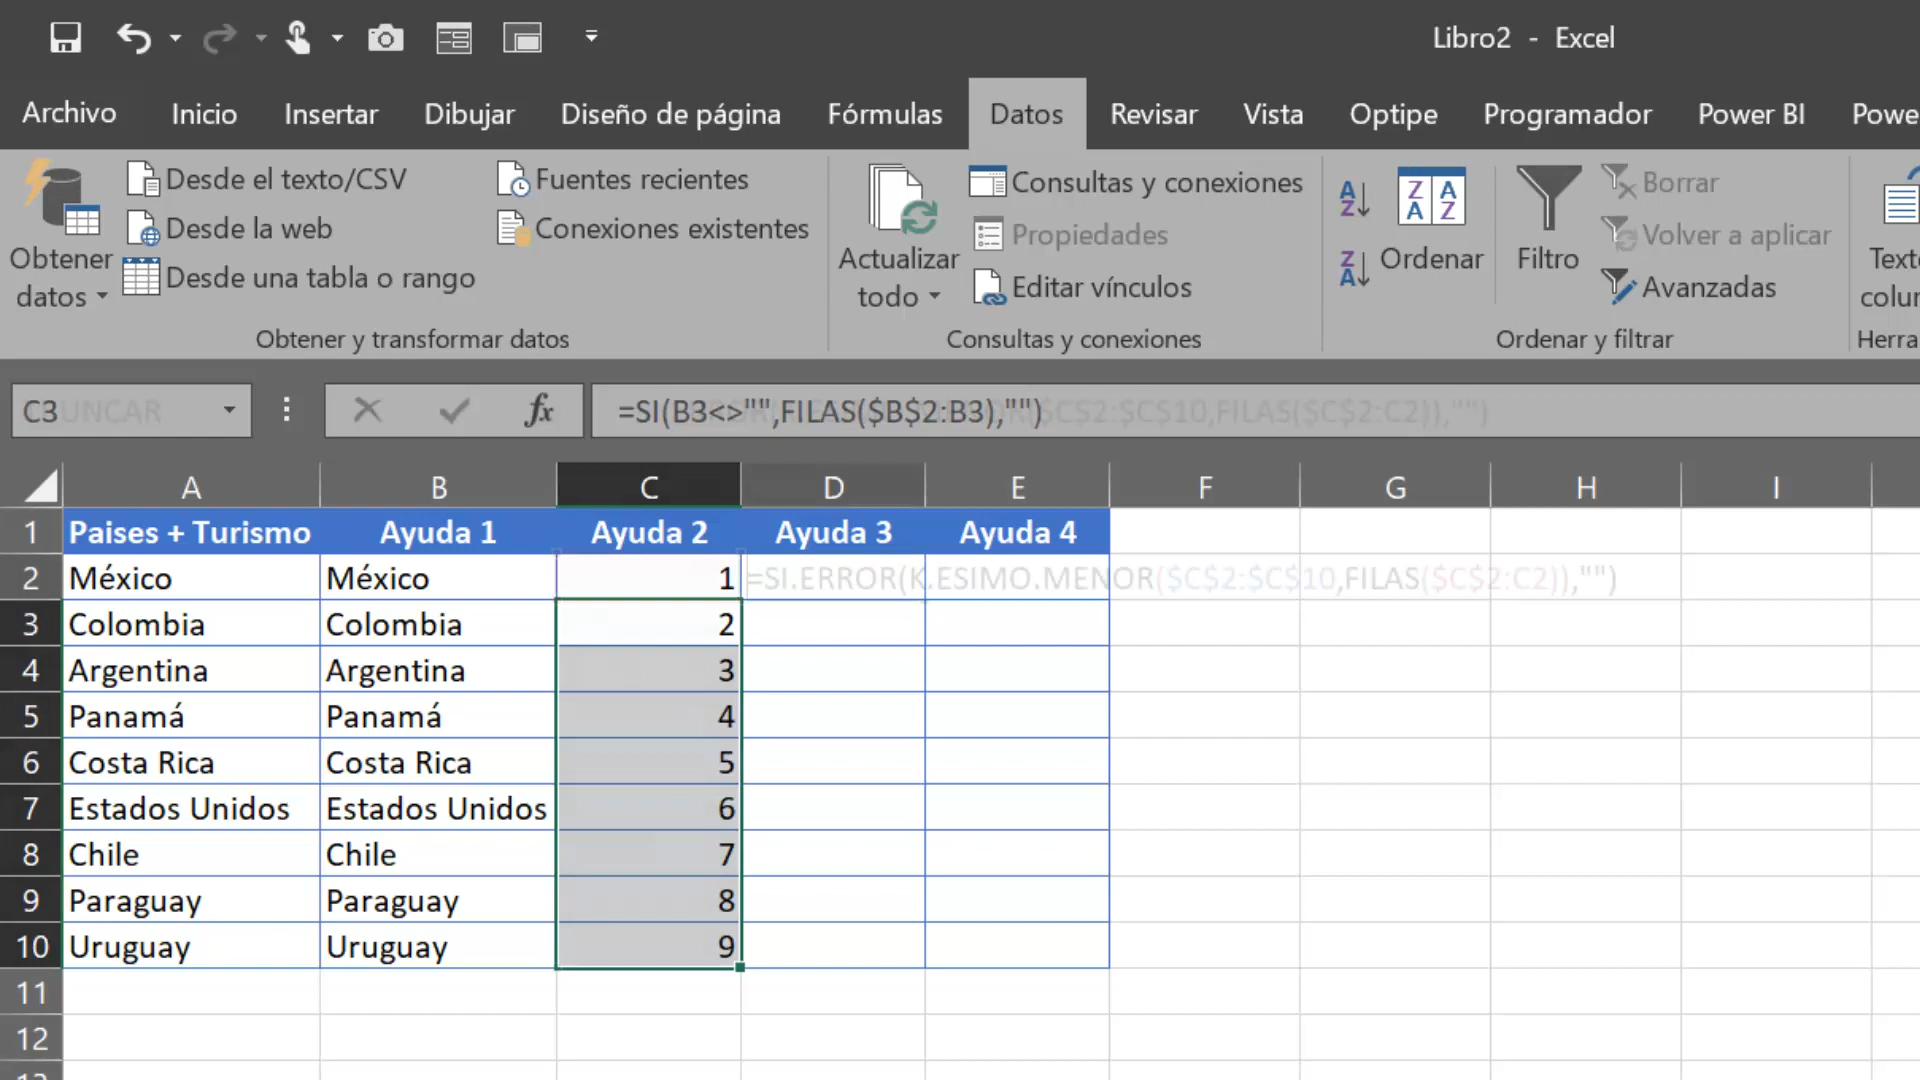 Libro2 - Excel
Archivo Inicio Insertar Dibujar Diseño de página Fórmulas Datos Revisar Vista Optipe Programador Power BI Powe
Obtener datos
Desde el texto/CSV
Desde la web
Desde una tabla o rango
Fuentes recientes
Conexiones existentes
Obtener y transformar datos
Actualizar todo
Consultas y conexiones
Propiedades
Editar vínculos
Consultas y conexiones
Ordenar
Filtro
Borrar
Volver a aplicar
Avanzadas
Ordenar y filtrar
Texto
colum
Herra
C3 =SI(B3<>"",FILAS($B$2:B3),"")
A B C D E F G H I
1 Paises + Turismo Ayuda 1 Ayuda 2 Ayuda 3 Ayuda 4
2 México México 1 =SI.ERROR(K.ESIMO.MENOR($C$2:$C$10,FILAS($C$2:C2)),"")
3 Colombia Colombia 2
4 Argentina Argentina 3
5 Panamá Panamá 4
6 Costa Rica Costa Rica 5
7 Estados Unidos Estados Unidos 6
8 Chile Chile 7
9 Paraguay Paraguay 8
10 Uruguay Uruguay 9
11
12